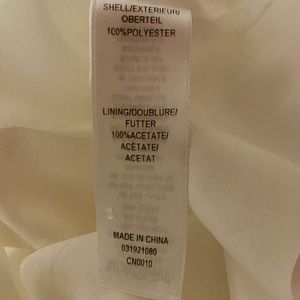 SHELL/EXTERIEUR/
OBERTEIL
100%POLYESTER
LINING/DOUBLURE/
FUTTER
100%ACETATE/
ACÉTATE/
ACETAT
MADE IN CHINA
031921080
CN0010